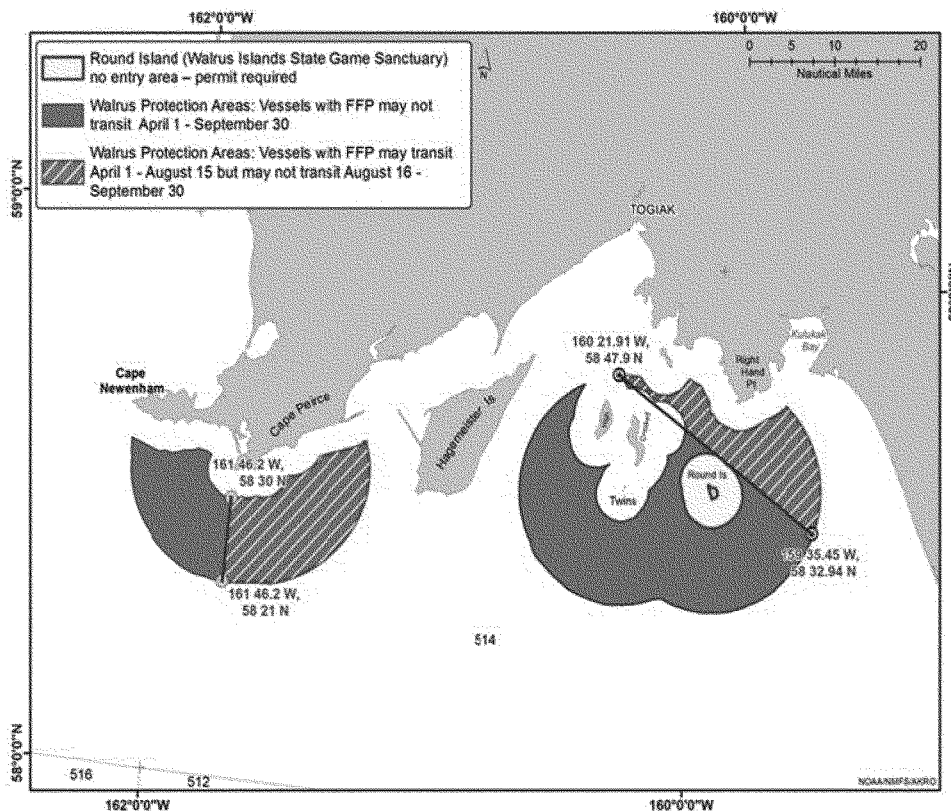 162°0'0"W
160°0'0"W
Round Island (Walrus Islands State Game Sanctuary)
no entry area – permit required
Walrus Protection Areas: Vessels with FFP may not
transit April 1 - September 30
Walrus Protection Areas: Vessels with FFP may transit
April 1 - August 15 but may not transit August 16 -
September 30
0 5 10 20
Nautical Miles
59°0'0"N
TOGIAK
160 21.91 W,
58 47.9 N
Kulukak
Bay
Right
Hand
Pt
Cape
Newenham
Cape Peirce
Hagemeister Is
161 46.2 W,
58 30 N
Round Is
Twins
159 35.45 W,
58 32.94 N
161 46.2 W,
58 21 N
514
58°0'0"N
516
512
NOAA/NMFS/AKRO
162°0'0"W
160°0'0"W